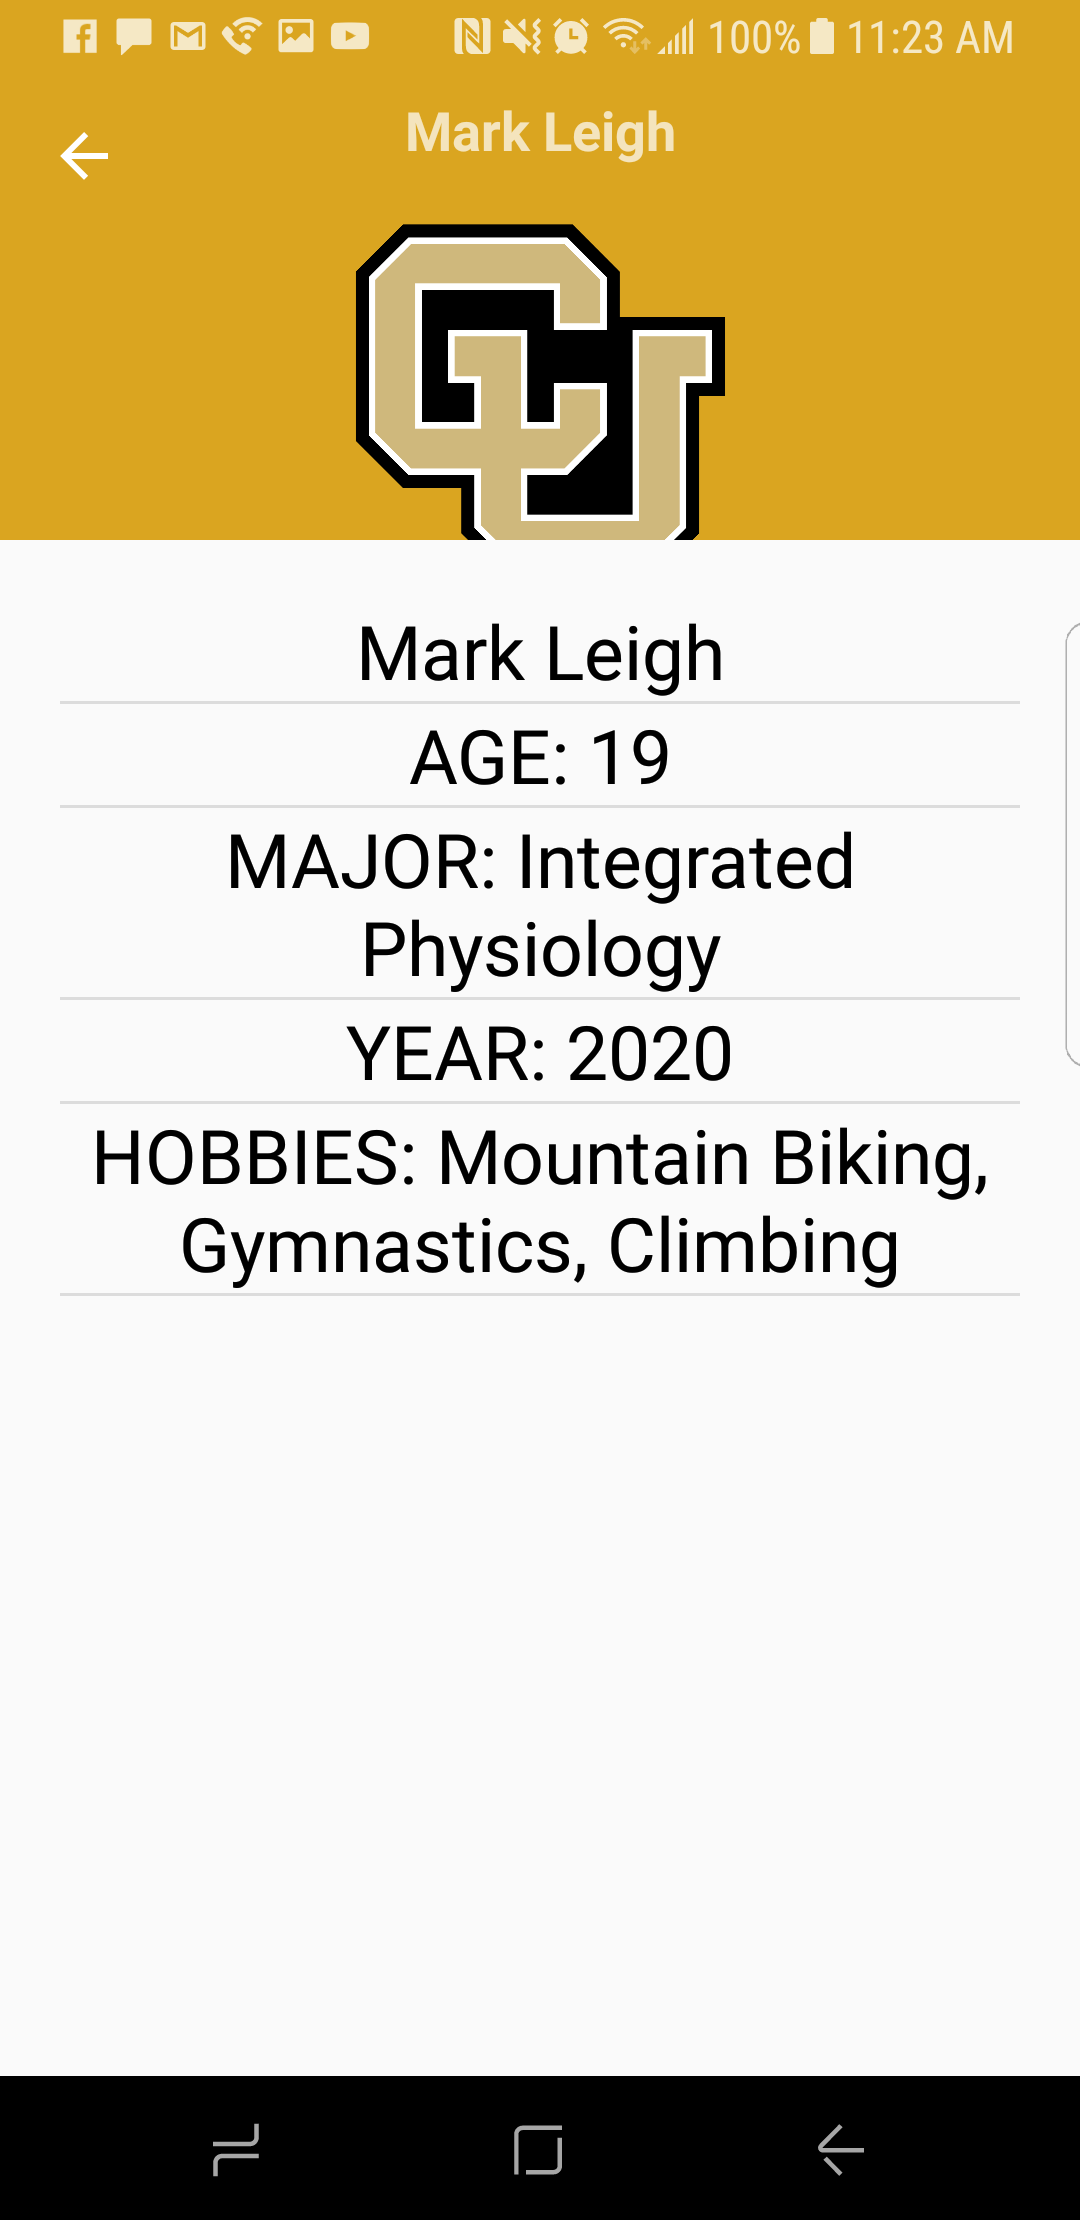 100% 11:23 AM
Mark Leigh
CU
Mark Leigh
AGE: 19
MAJOR: Integrated
Physiology
YEAR: 2020
HOBBIES: Mountain Biking,
Gymnastics, Climbing